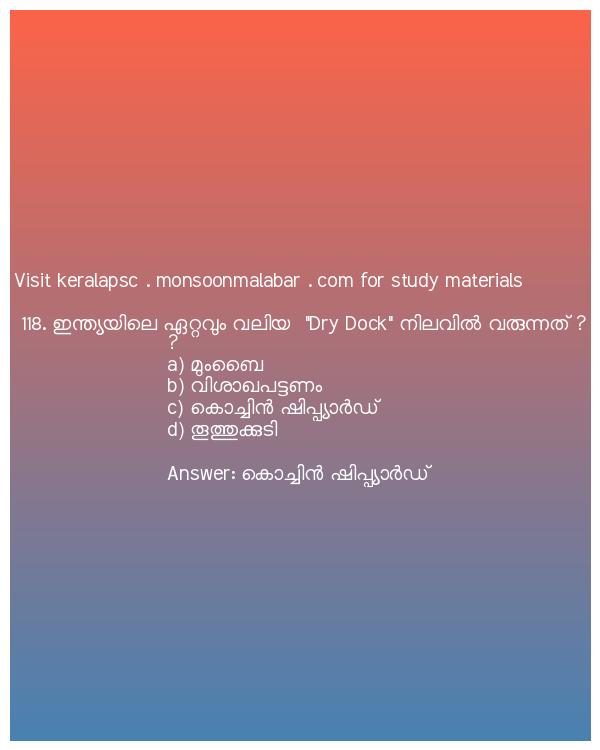 Visit keralapsc . monsoonmalabar . com for study materials
118. ഇന്ത്യയിലെ ഏറ്റവും വലിയ "Dry Dock" നിലവിൽ വരുന്നത് ?
?
a) മുംബൈ
b) വിശാഖപട്ടണം
c) കൊച്ചിൻ ഷിപ്പ്യാർഡ്
d) തൂത്തുക്കുടി
Answer: കൊച്ചിൻ ഷിപ്പ്യാർഡ്